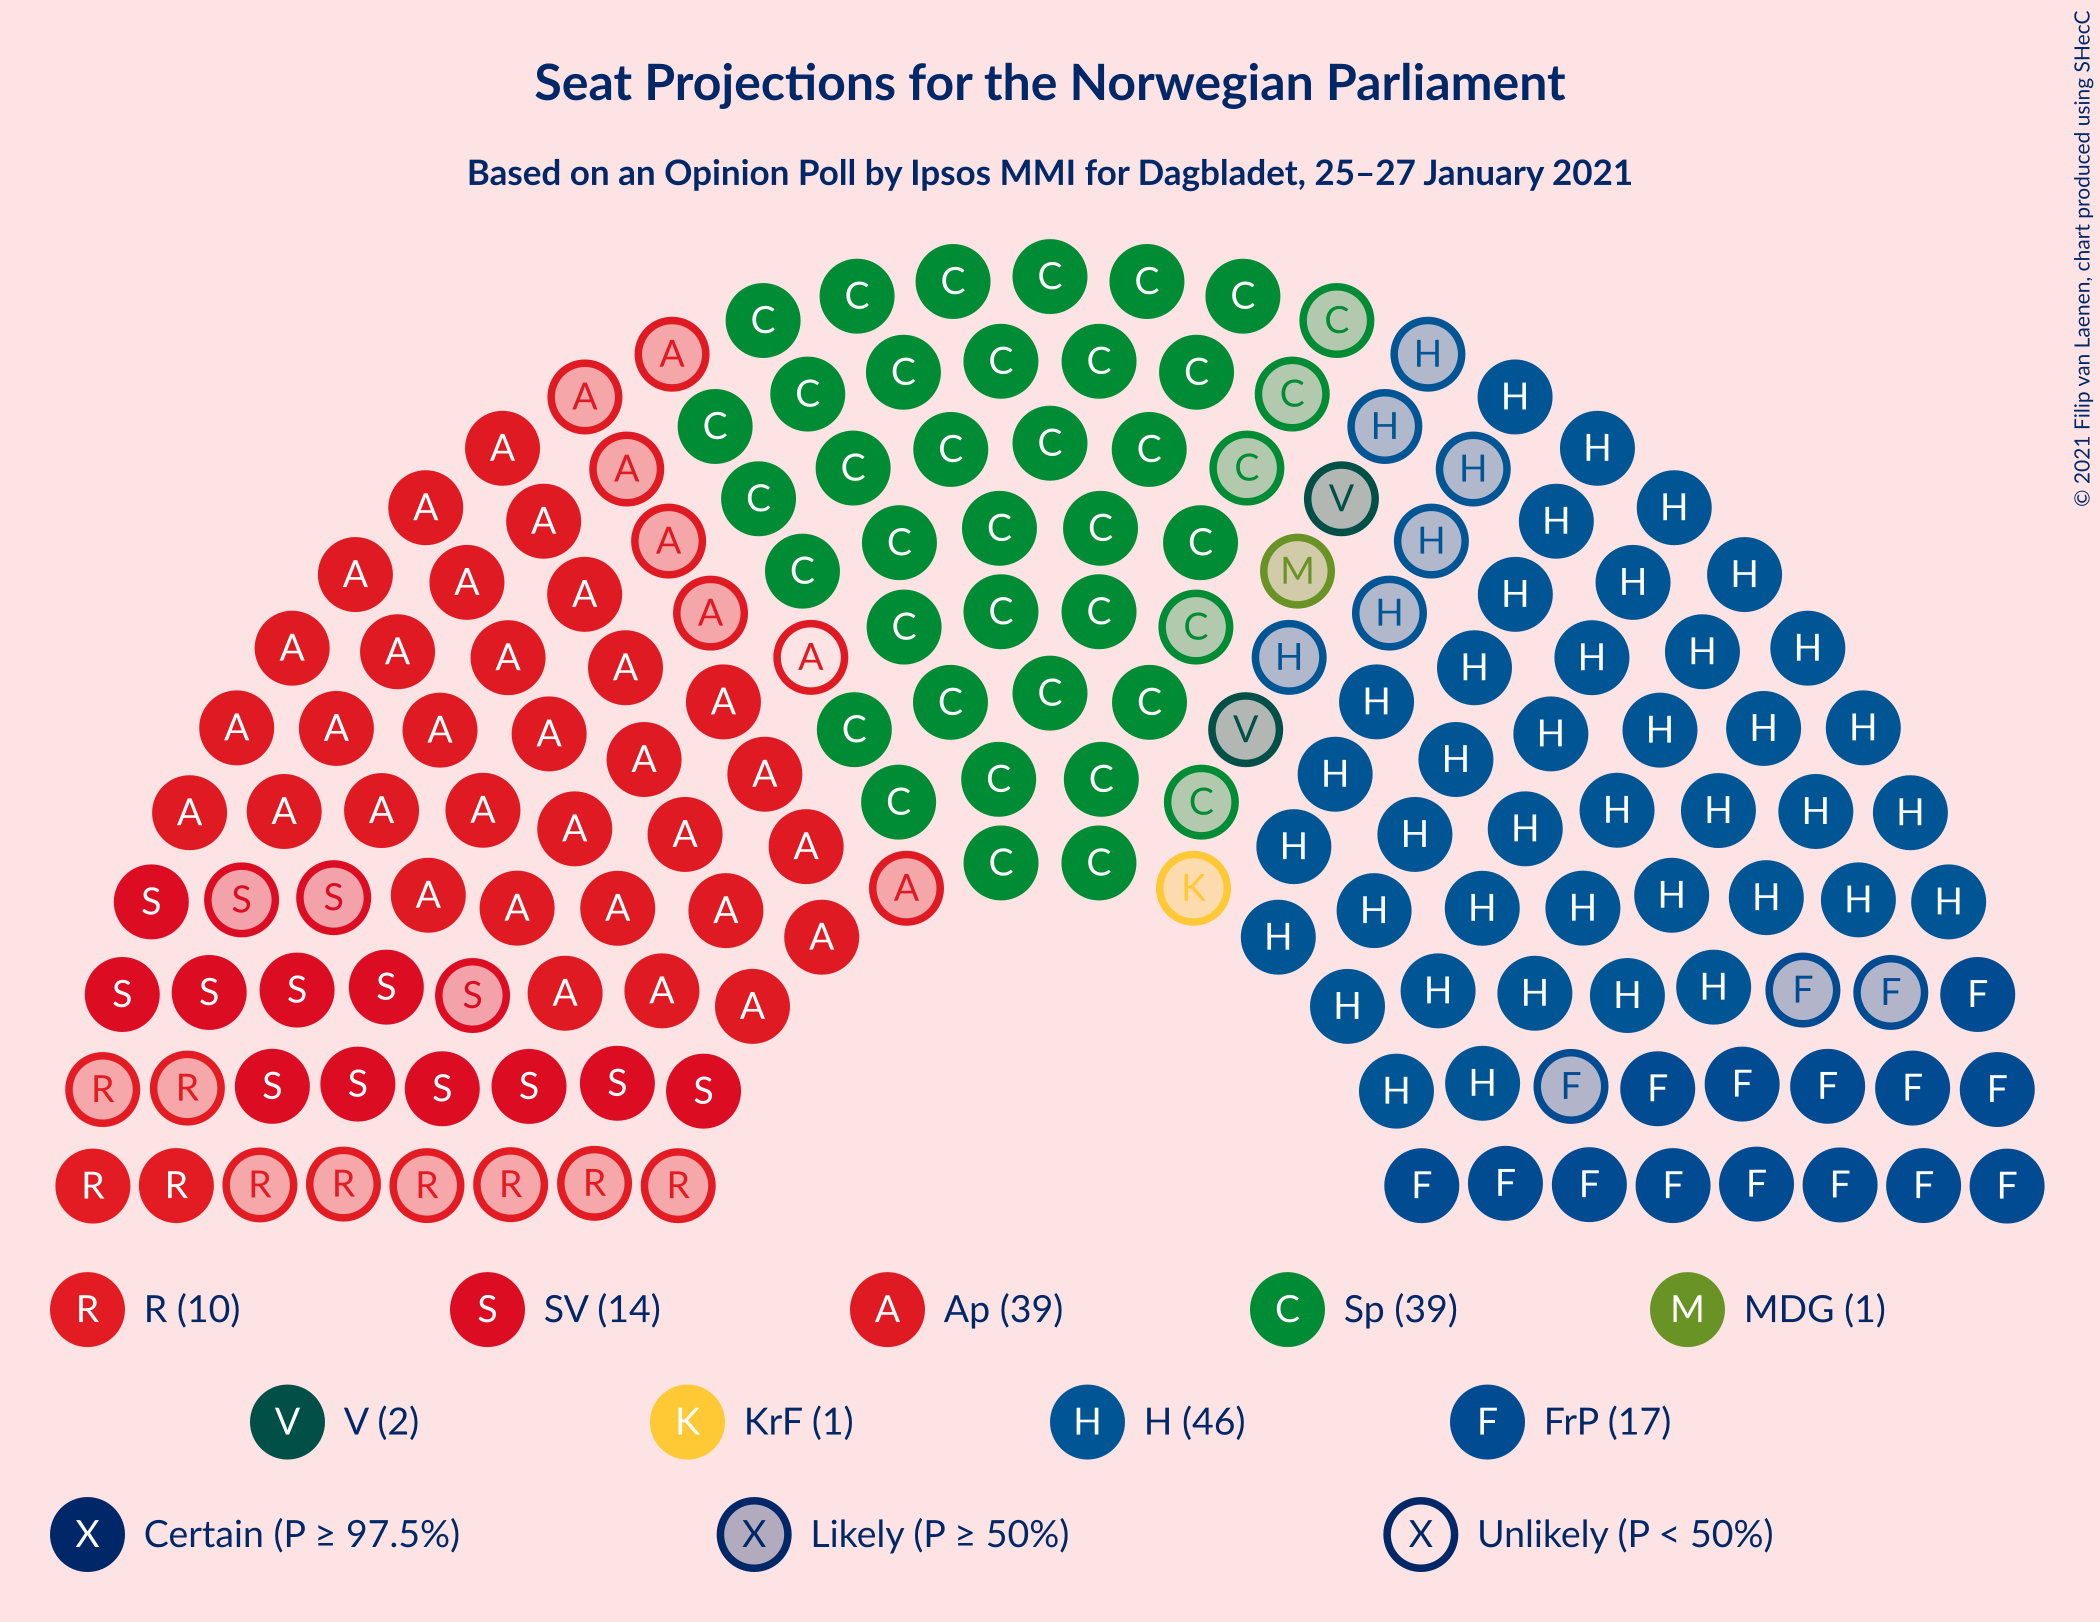 © 2021 Filip van Laenen, chart produced using SHecC
Seat Projections for the Norwegian Parliament
Based on an Opinion Poll by Ipsos MMI for Dagbladet, 25–27 January 2021
C C C C C C C
A A C C C C C C H H
A A C C C C C C H H H
A A A C C C C C V H H H
A A A A C C C C C M H H H H
A A A A A A C C C H H H H H H
A A A A A A C C C V H H H H H H
A A A A A A A C C C C H H H H H H H
S S S A A A A A A K H H H H H H H H
S S S S S A A A H H H H H F F F
R R S S S S S S H H F F F F F F
R R R R R R R R F F F F F F F F
R R (10) S SV (14) A Ap (39) C Sp (39) M MDG (1)
V V (2) K KrF (1) H H (46) F FrP (17)
X Certain (P ≥ 97.5%) X Likely (P ≥ 50%) X Unlikely (P < 50%)